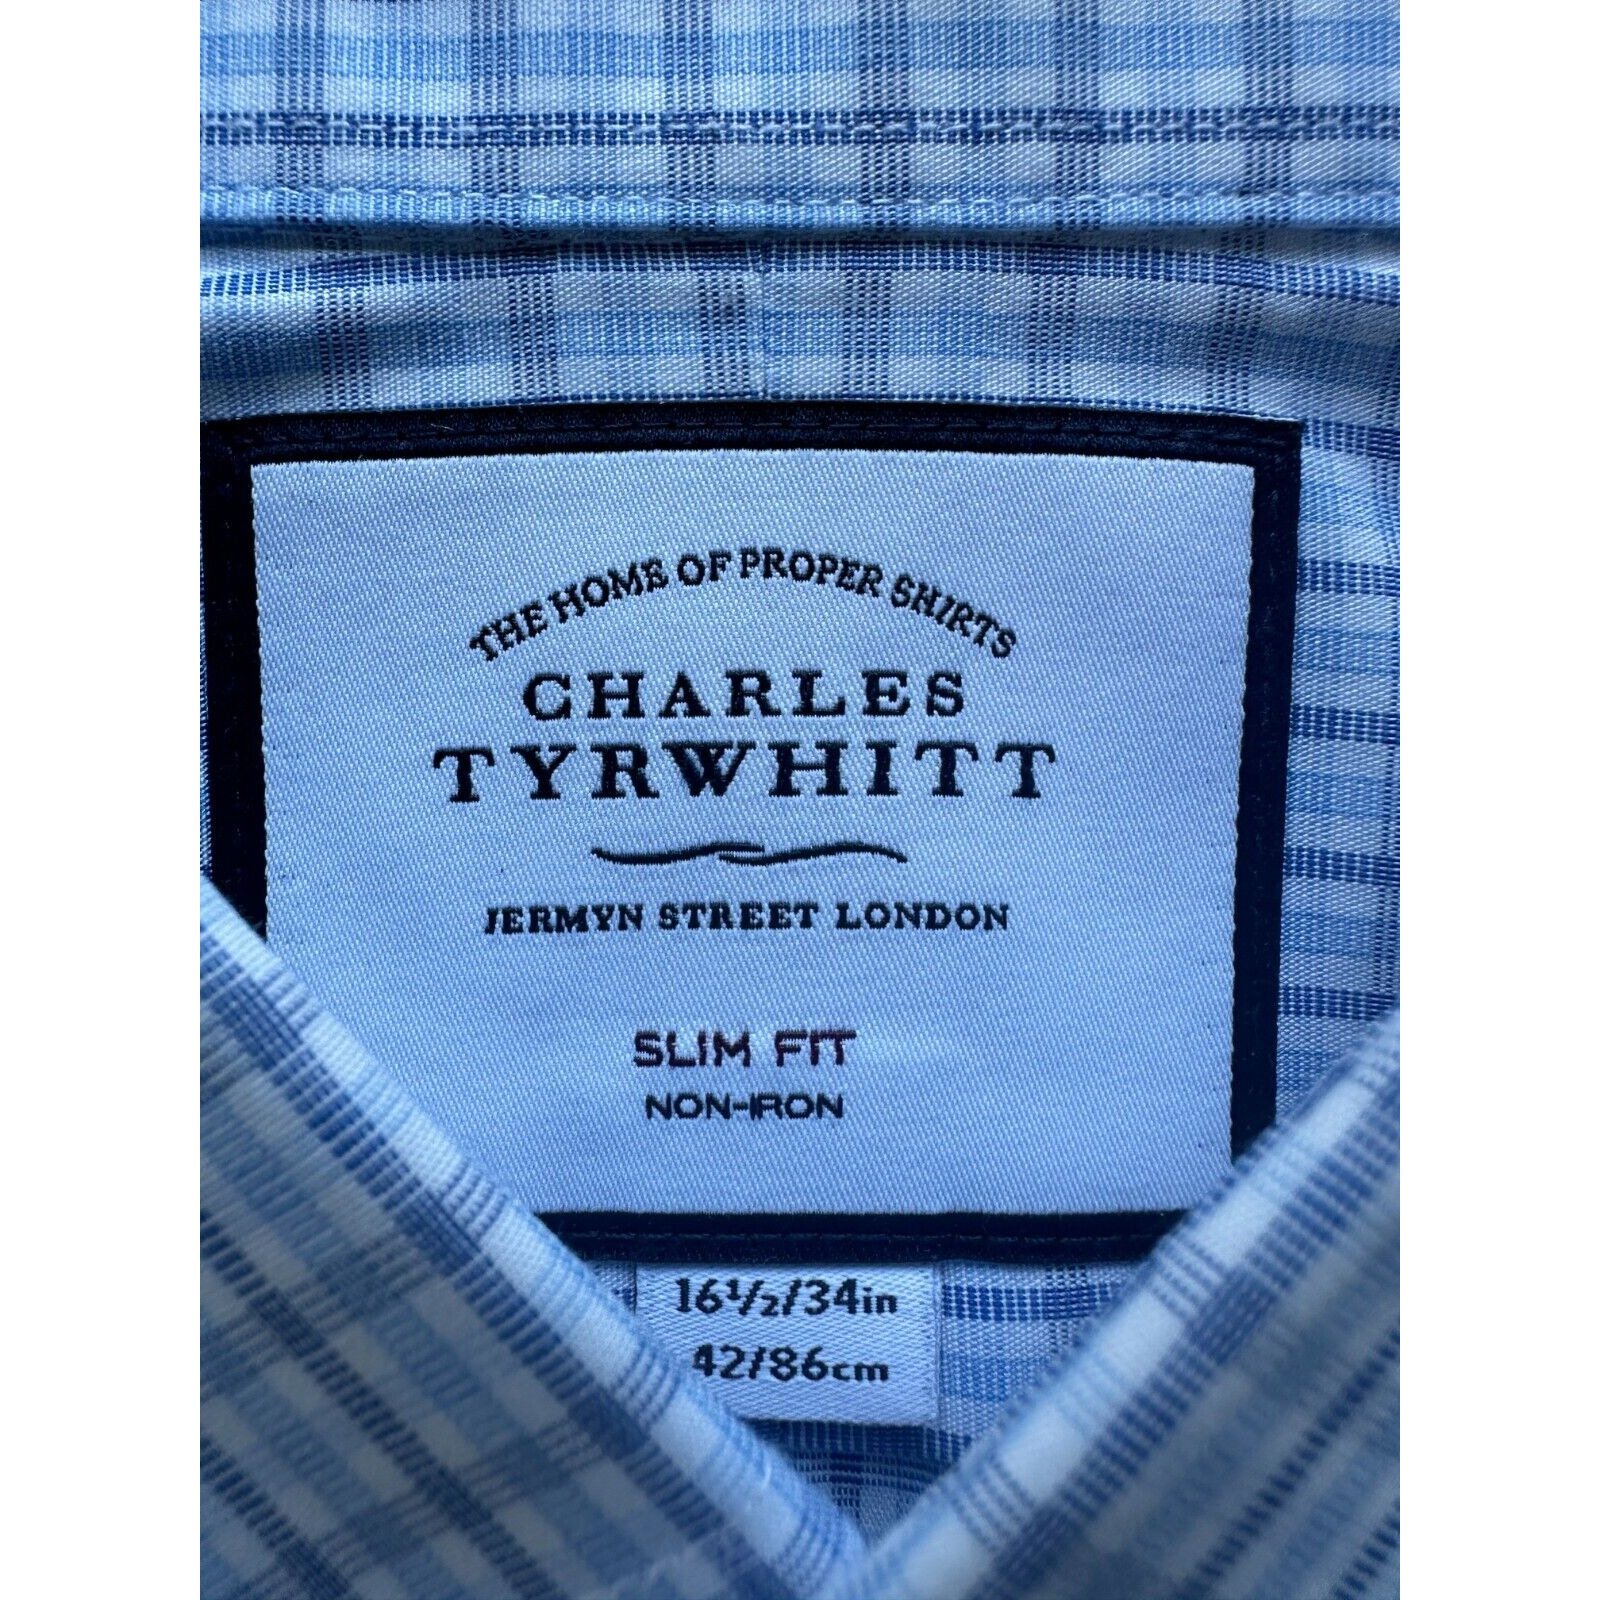 THE HOME OF PROPER SHIRTS
CHARLES
TYRWHITT
JERMYN STREET LONDON
SLIM FIT
NON-IRON
16½/34in
42/86cm